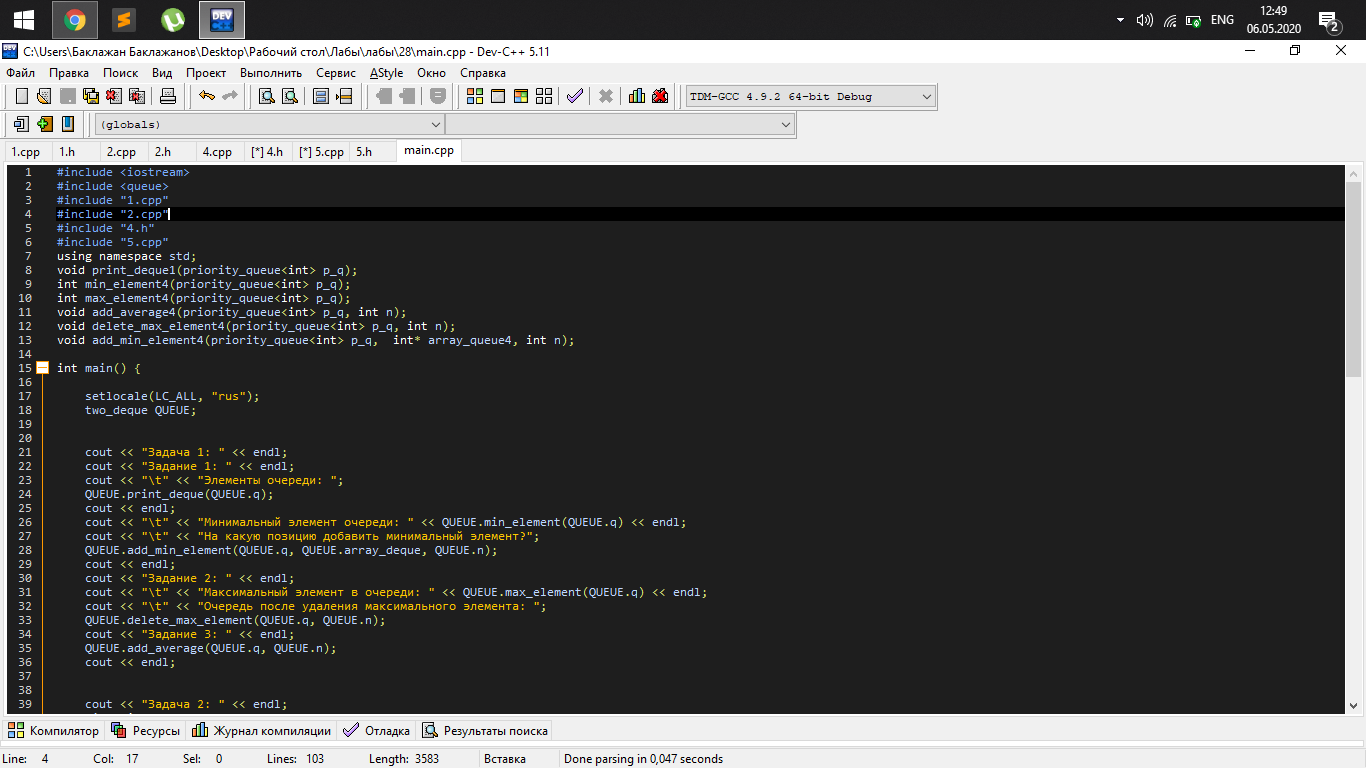 DEV
ENG
12:49
06.05.2020
2
C:\Users\Баклажан Баклажанов\Desktop\Рабочий стол\Лабы\лабы\28\main.cpp - Dev-C++ 5.11
Файл Правка Поиск Вид Проект Выполнить Сервис AStyle Окно Справка
TDM-GCC 4.9.2 64-bit Debug
(globals)
1.cpp 1.h 2.cpp 2.h 4.cpp [*] 4.h [*] 5.cpp 5.h main.cpp
1 #include <iostream>
2 #include <queue>
3 #include "1.cpp"
4 #include "2.cpp"
5 #include "4.h"
6 #include "5.cpp"
7 using namespace std;
8 void print_deque1(priority_queue<int> p_q);
9 int min_element4(priority_queue<int> p_q);
10 int max_element4(priority_queue<int> p_q);
11 void add_average4(priority_queue<int> p_q, int n);
12 void delete_max_element4(priority_queue<int> p_q, int n);
13 void add_min_element4(priority_queue<int> p_q,  int* array_queue4, int n);
14
15 int main() {
16
17 setlocale(LC_ALL, "rus");
18 two_deque QUEUE;
19
20
21 cout << "Задача 1: " << endl;
22 cout << "Задание 1: " << endl;
23 cout << "\t" << "Элементы очереди: ";
24 QUEUE.print_deque(QUEUE.q);
25 cout << endl;
26 cout << "\t" << "Минимальный элемент очереди: " << QUEUE.min_element(QUEUE.q) << endl;
27 cout << "\t" << "На какую позицию добавить минимальный элемент?";
28 QUEUE.add_min_element(QUEUE.q, QUEUE.array_deque, QUEUE.n);
29 cout << endl;
30 cout << "Задание 2: " << endl;
31 cout << "\t" << "Максимальный элемент в очереди: " << QUEUE.max_element(QUEUE.q) << endl;
32 cout << "\t" << "Очередь после удаления максимального элемента: ";
33 QUEUE.delete_max_element(QUEUE.q, QUEUE.n);
34 cout << "Задание 3: " << endl;
35 QUEUE.add_average(QUEUE.q, QUEUE.n);
36 cout << endl;
37
38
39 cout << "Задача 2: " << endl;
Компилятор Ресурсы Журнал компиляции Отладка Результаты поиска
Line: 4 Col: 17 Sel: 0 Lines: 103 Length: 3583 Вставка Done parsing in 0,047 seconds